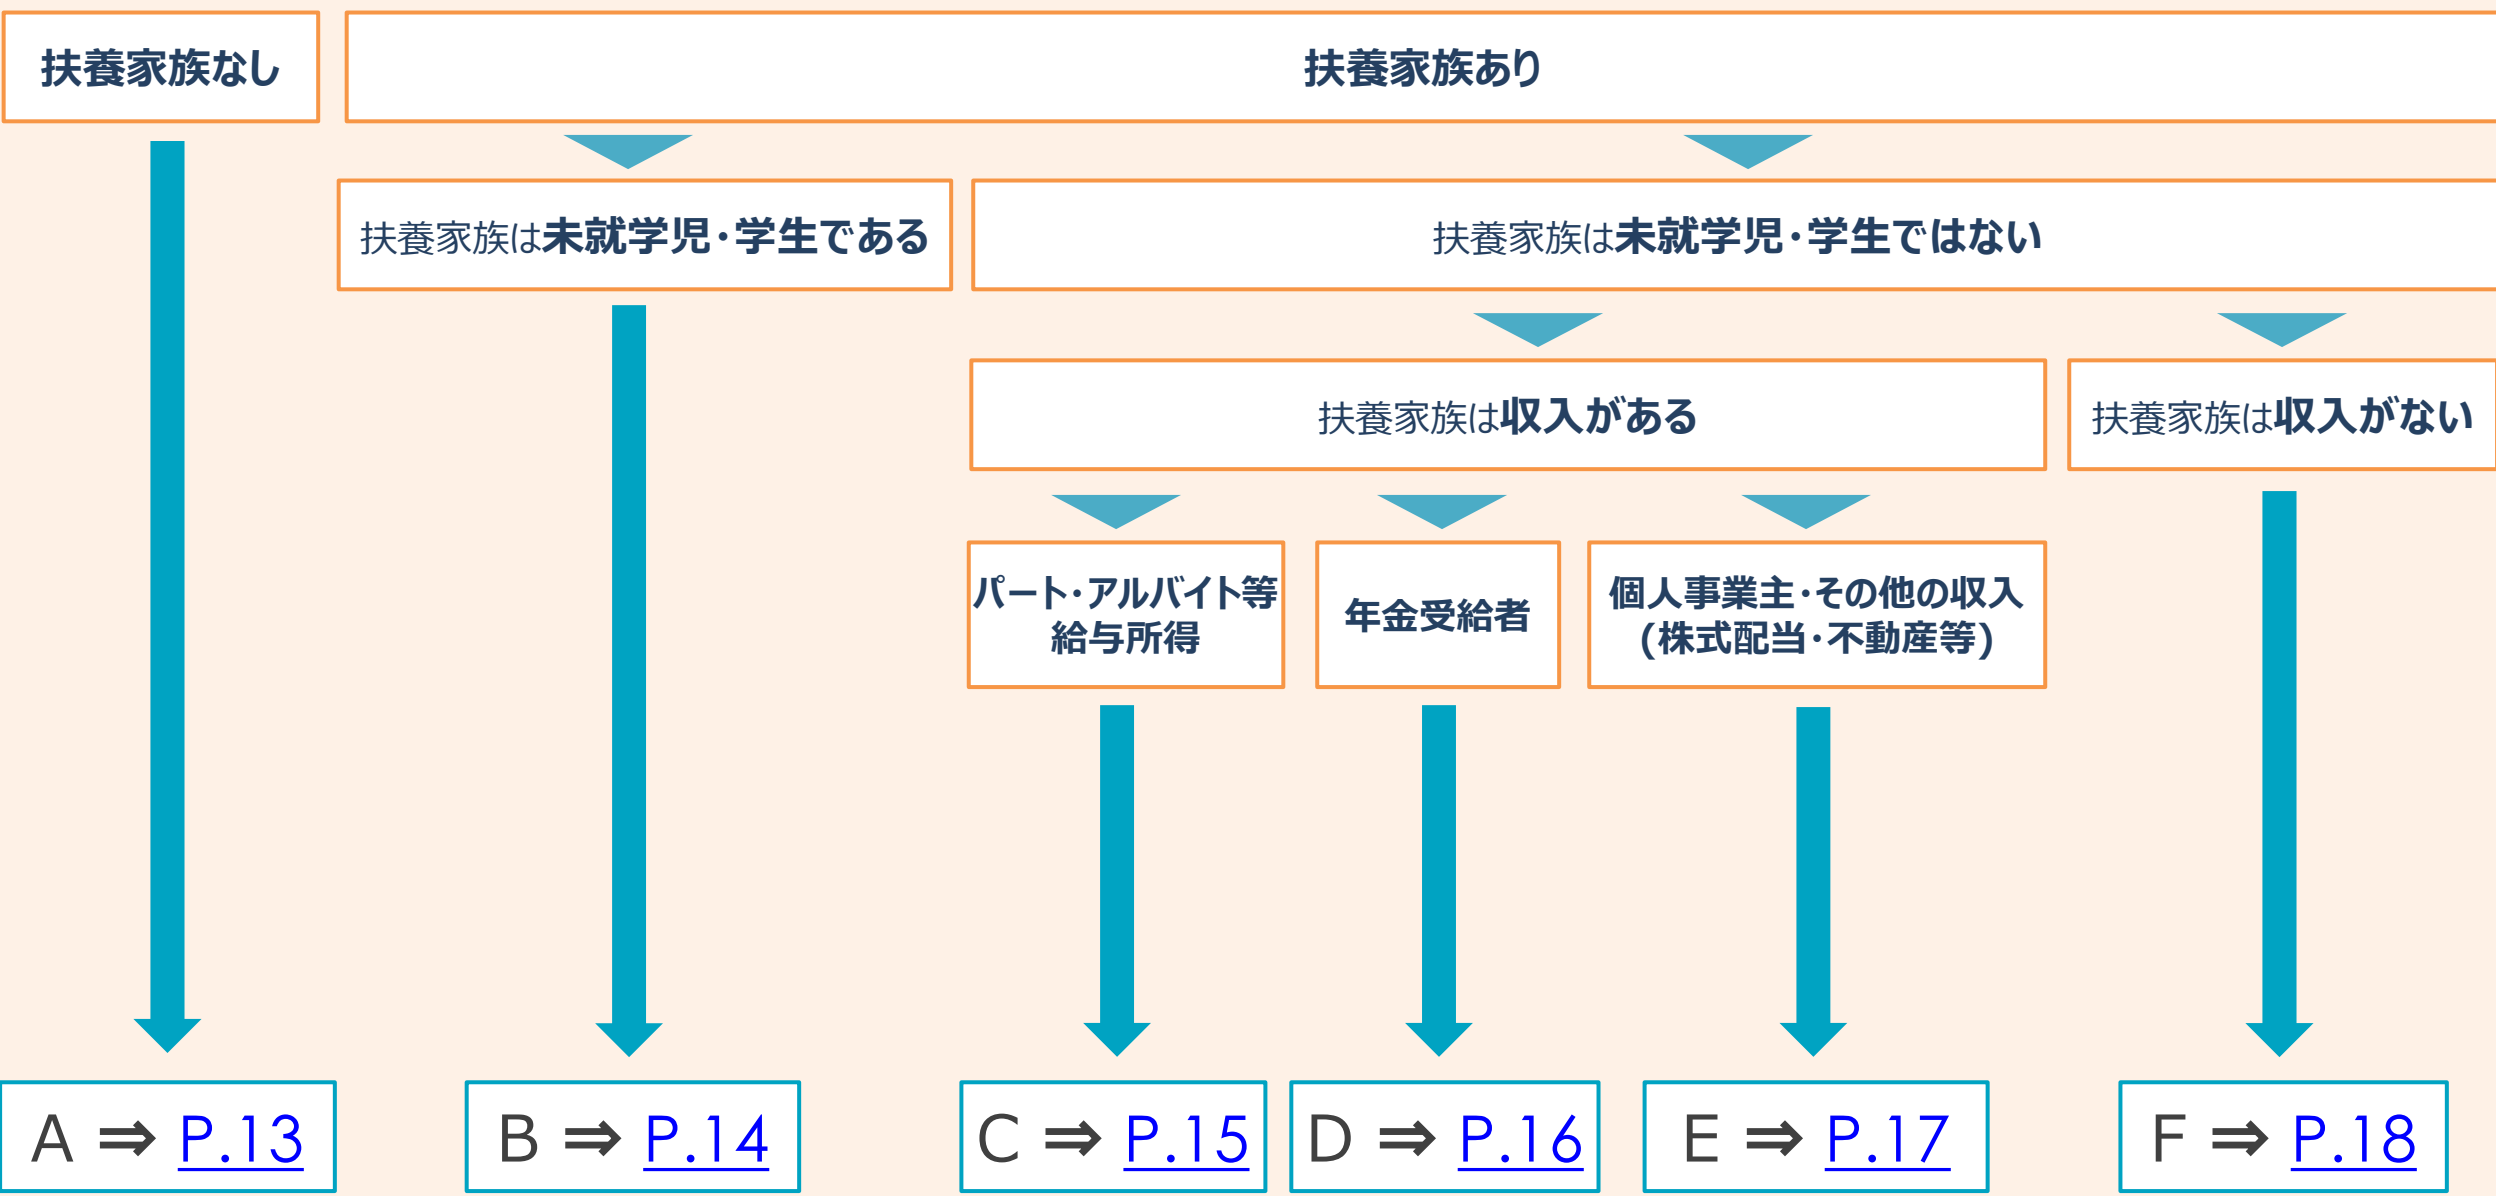 扶養家族なし
扶養家族あり
扶養家族は未就学児・学生である
扶養家族は未就学児・学生ではない
扶養家族は収入がある
扶養家族は収入がない
パート・アルバイト等
給与所得
年金受給者
個人事業主・その他収入
(株配当・不動産等)
A⇒P.13
B⇒P.14
C⇒P.15
D⇒P.16
E⇒P.17
F⇒P.18